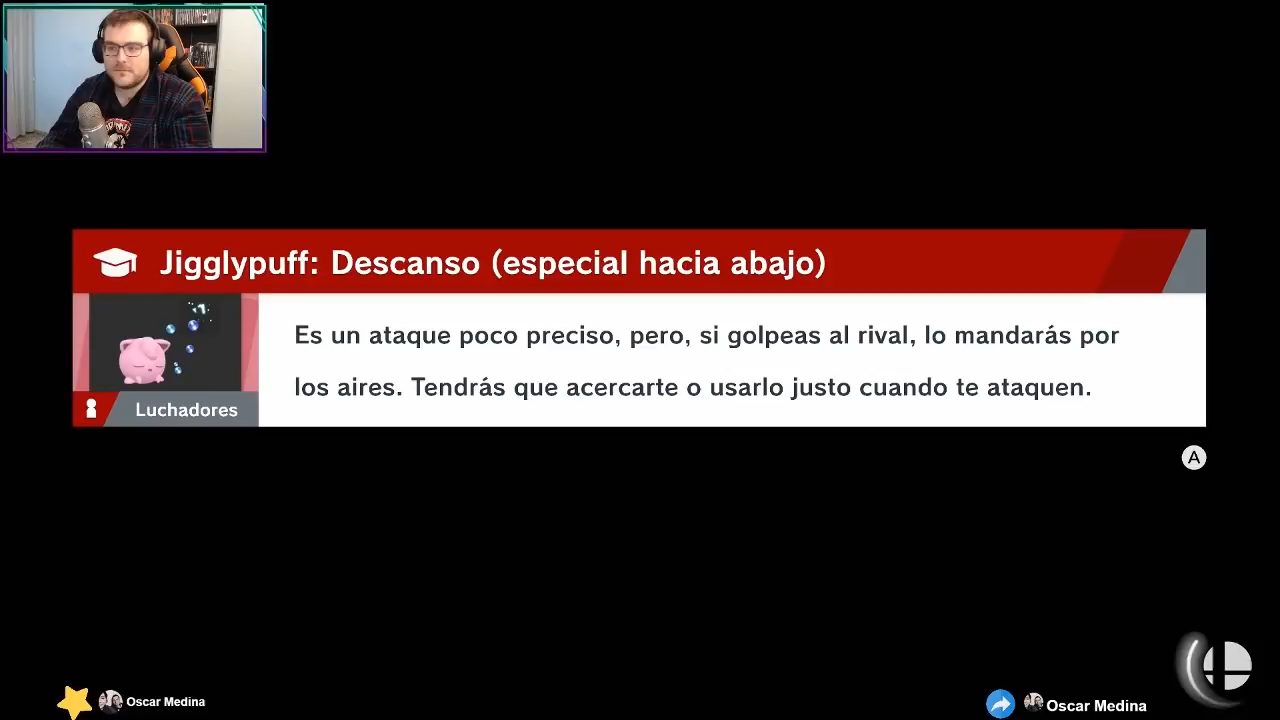 Jigglypuff: Descanso (especial hacia abajo)
Es un ataque poco preciso, pero, si golpeas al rival, lo mandarás por
los aires. Tendrás que acercarte o usarlo justo cuando te ataquen.
Luchadores
A
Oscar Medina
Oscar Medina